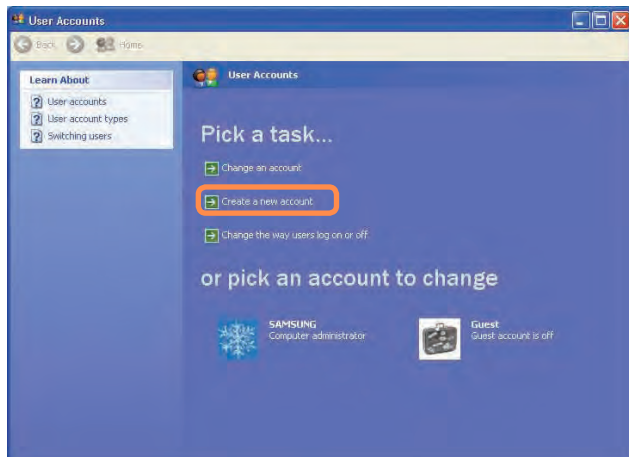 User Accounts
Back Home
Learn About
User accounts
User account types
Switching users
User Accounts
Pick a task...
Change an account
Create a new account
Change the way users log on or off
or pick an account to change
SAMSUNG
Computer administrator
Guest
Guest account is off